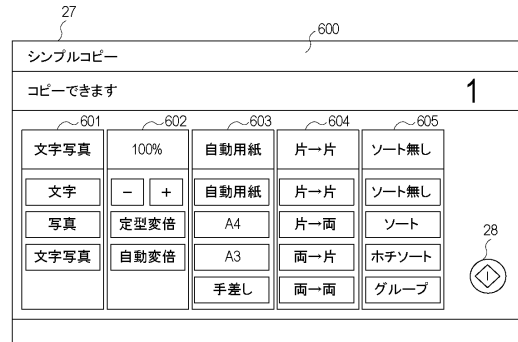 27
600
シンプルコピー
コピーできます 1
601 602 603 604 605
文字写真 100% 自動用紙 片→片 ソート無し
文字 − + 自動用紙 片→片 ソート無し
写真 定型変倍 A4 片→両 ソート
文字写真 自動変倍 A3 両→片 ホチソート
手差し 両→両 グループ
28